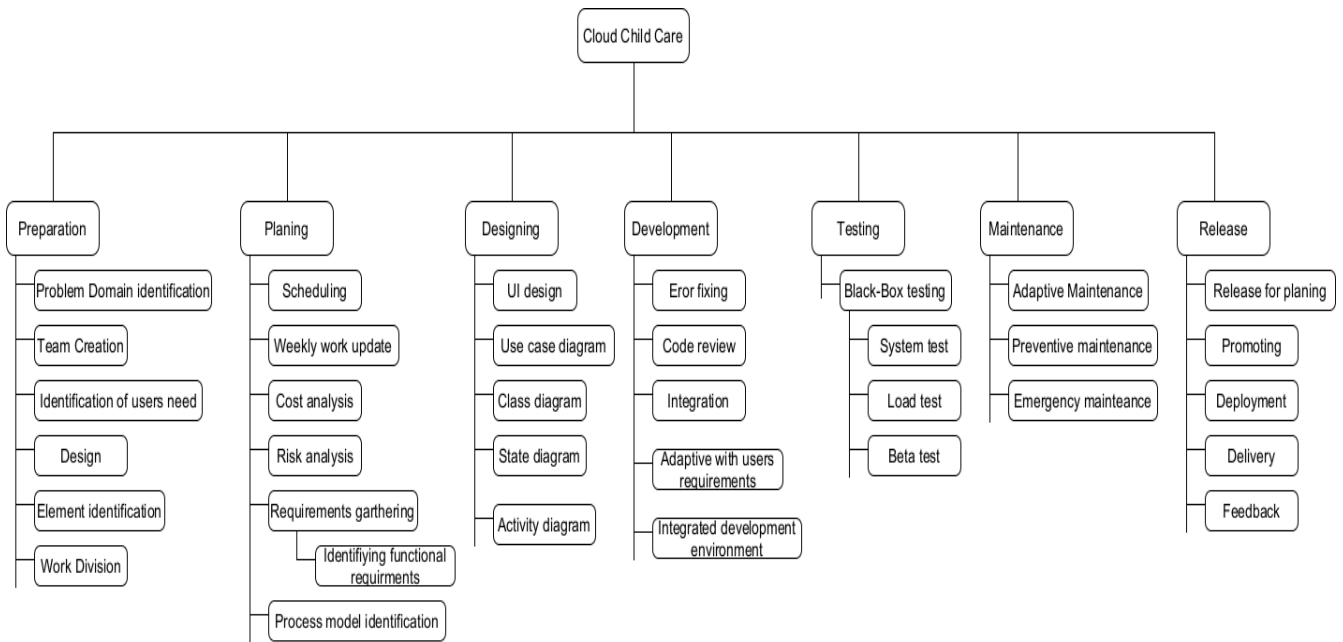 Cloud Child Care
Preparation
Problem Domain identification
Team Creation
Identification of users need
Design
Element identification
Work Division
Planing
Scheduling
Weekly work update
Cost analysis
Risk analysis
Requirements garthering
Identifiying functional
requirments
Process model identification
Designing
UI design
Use case diagram
Class diagram
State diagram
Activity diagram
Development
Eror fixing
Code review
Integration
Adaptive with users
requirements
Integrated development
environment
Testing
Black-Box testing
System test
Load test
Beta test
Maintenance
Adaptive Maintenance
Preventive maintenance
Emergency mainteance
Release
Release for planing
Promoting
Deployment
Delivery
Feedback